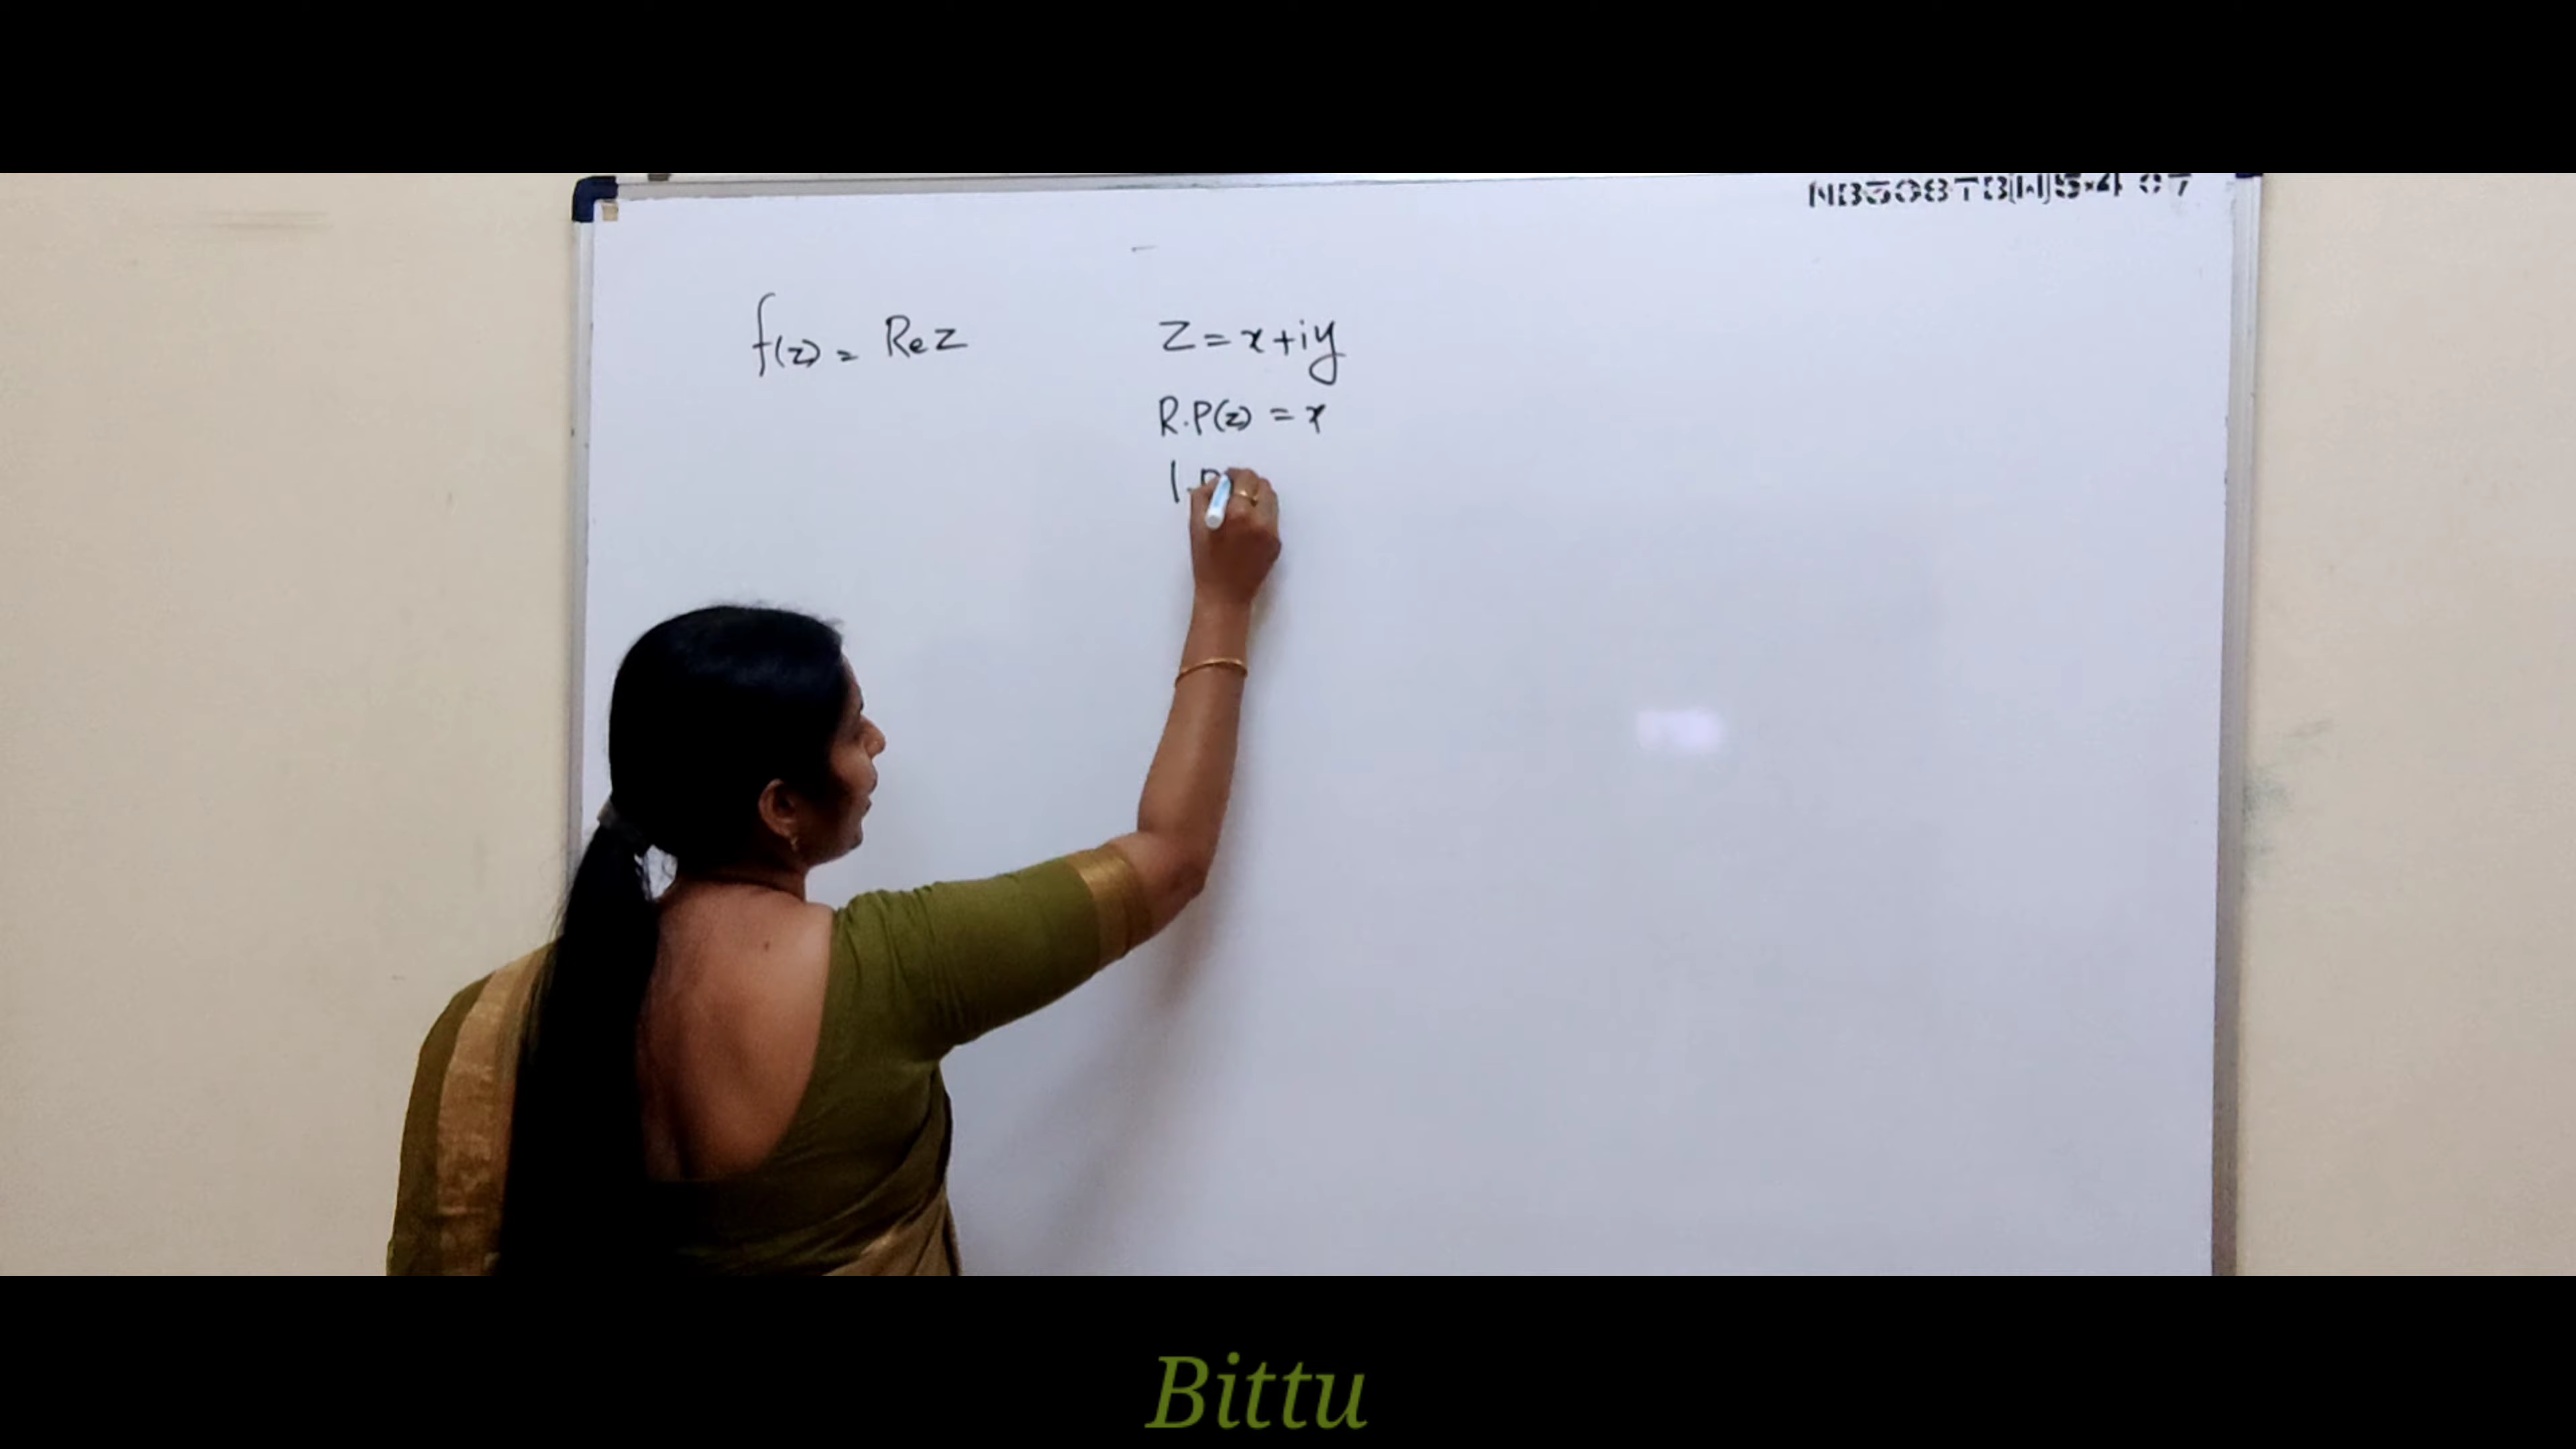 f(z) = Re z
z = x + iy
R.P(z) = x
I.P
Bittu